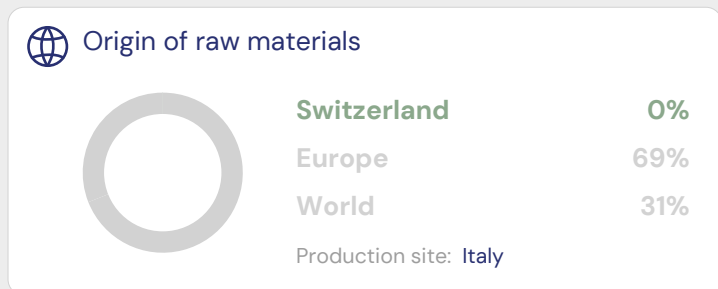 Origin of raw materials
Switzerland 0%
Europe 69%
World 31%
Production site: Italy